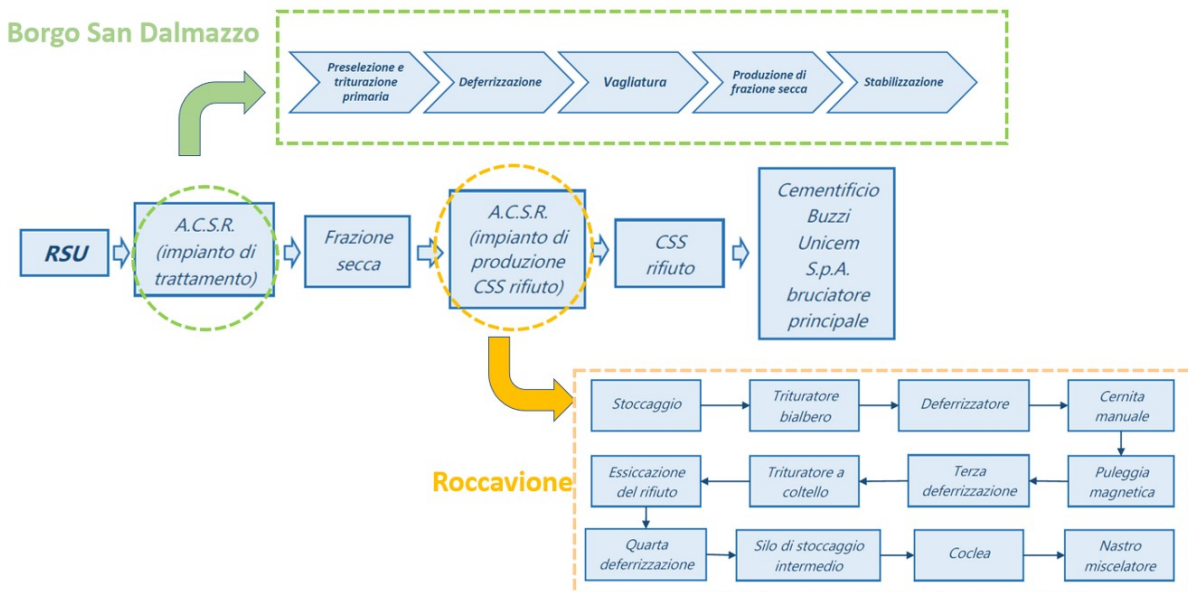 Borgo San Dalmazzo
Preselezione e
triturazione
primaria
Deferrizzazione
Vagliatura
Produzione di
frazione secca
Stabilizzazione
RSU
A.C.S.R.
(impianto di
trattamento)
Frazione
secca
A.C.S.R.
(impianto di
produzione
CSS rifiuto)
CSS
rifiuto
Cementificio
Buzzi
Unicem
S.p.A.
bruciatore
principale
Roccavione
Stoccaggio
Trituratore
bialbero
Deferrizzatore
Cernita
manuale
Puleggia
magnetica
Terza
deferrizzazione
Trituratore a
coltello
Essiccazione
del rifiuto
Quarta
deferrizzazione
Silo di stoccaggio
intermedio
Coclea
Nastro
miscelatore